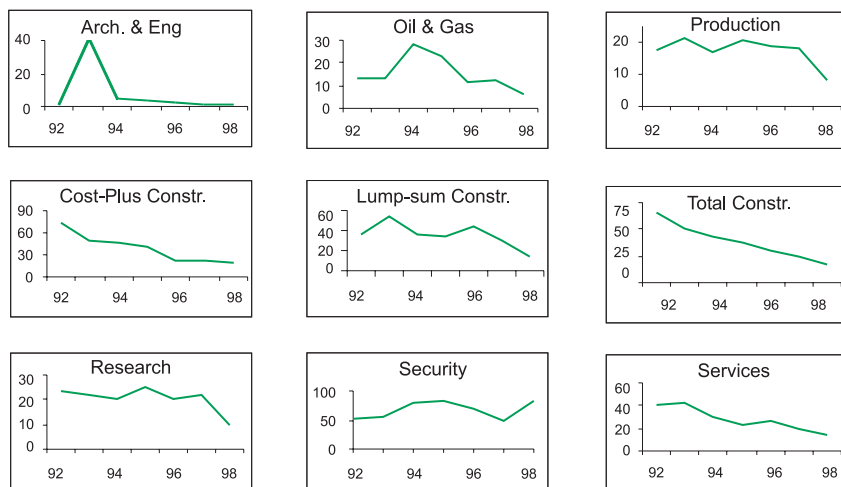 Arch. & Eng
40
20
0
92 94 96 98
Oil & Gas
30
20
10
0
92 94 96 98
Production
20
10
0
92 94 96 98
Cost-Plus Constr.
90
60
30
0
92 94 96 98
Lump-sum Constr.
60
40
20
0
92 94 96 98
Total Constr.
75
50
25
0
92 94 96 98
Research
30
20
10
0
92 94 96 98
Security
100
50
0
92 94 96 98
Services
60
40
20
0
92 94 96 98